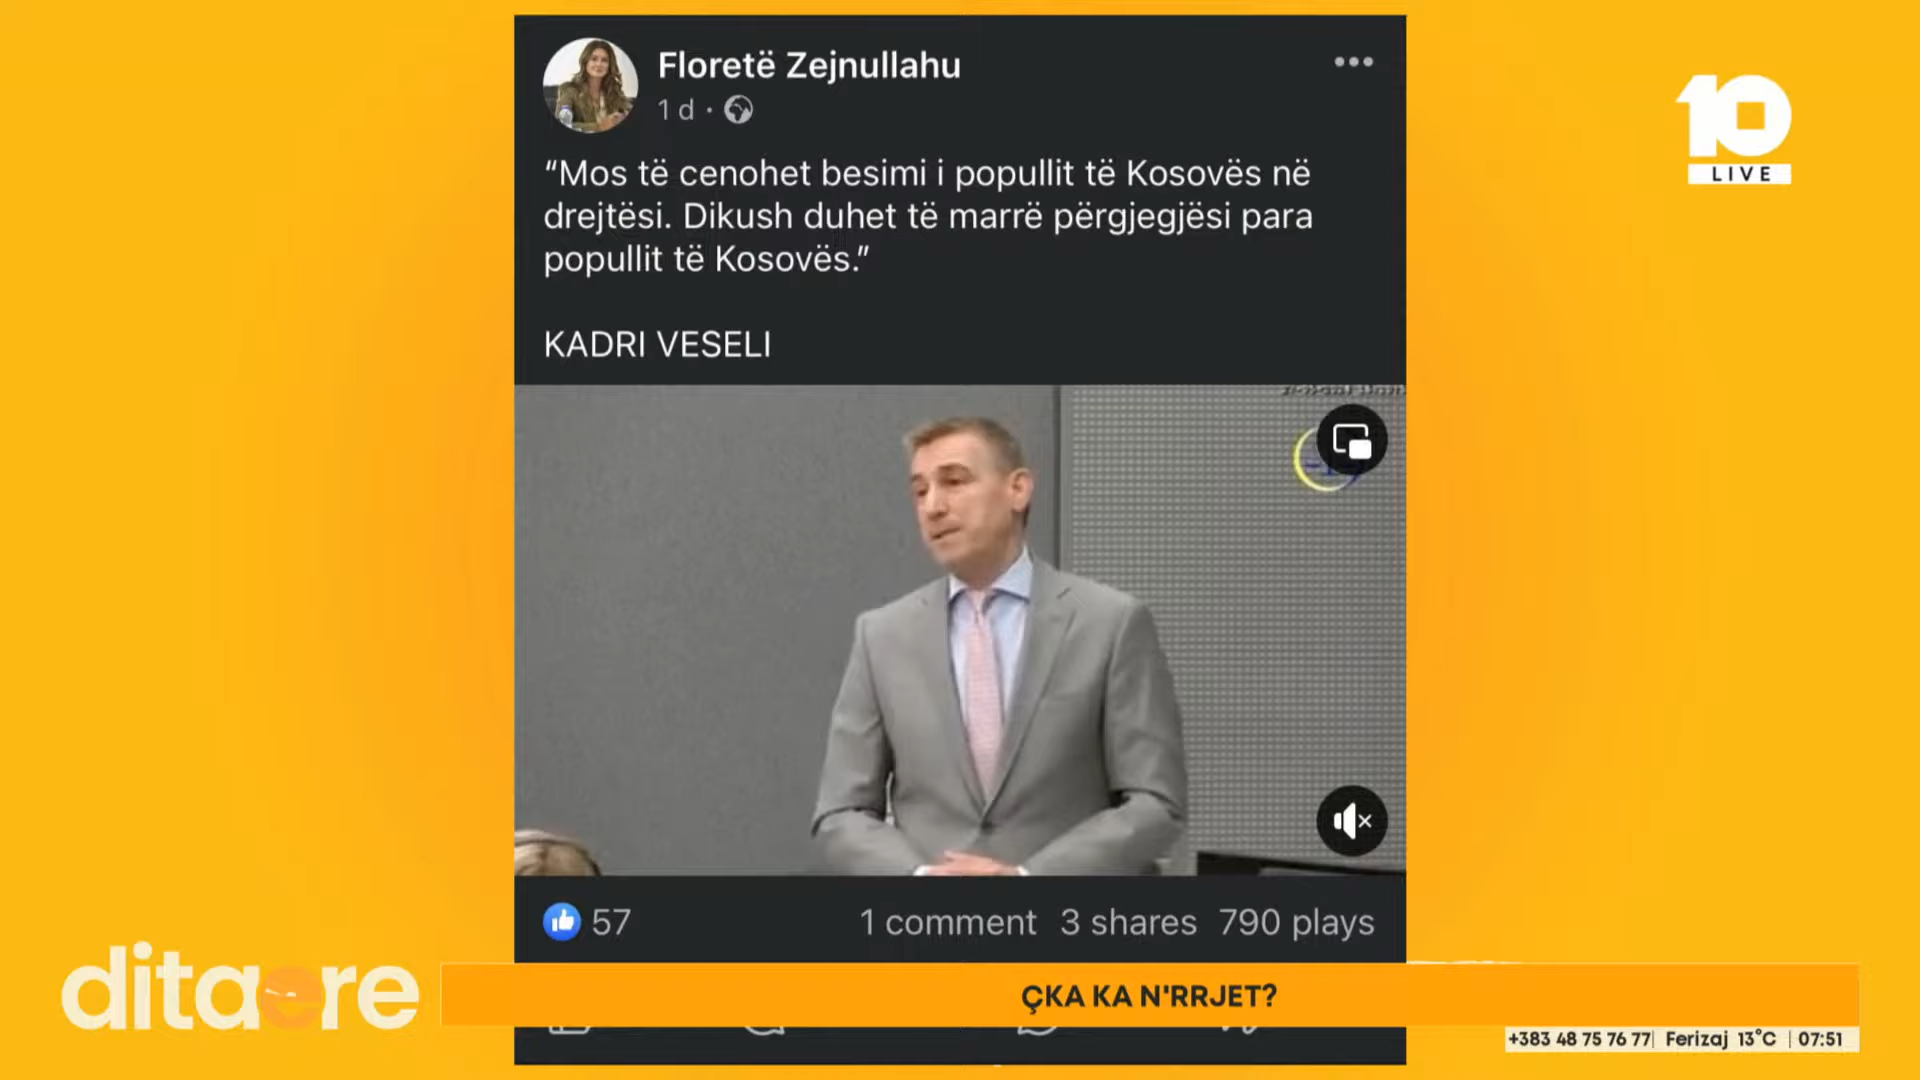 Floretë Zejnullahu
1 d ·
“Mos të cenohet besimi i popullit të Kosovës në
drejtësi. Dikush duhet të marrë përgjegjësi para
popullit të Kosovës.”
KADRI VESELI
57
1 comment 3 shares 790 plays
10
LIVE
ditaere
ÇKA KA N'RRJET?
+383 48 75 76 77| Ferizaj 13°C | 07:51